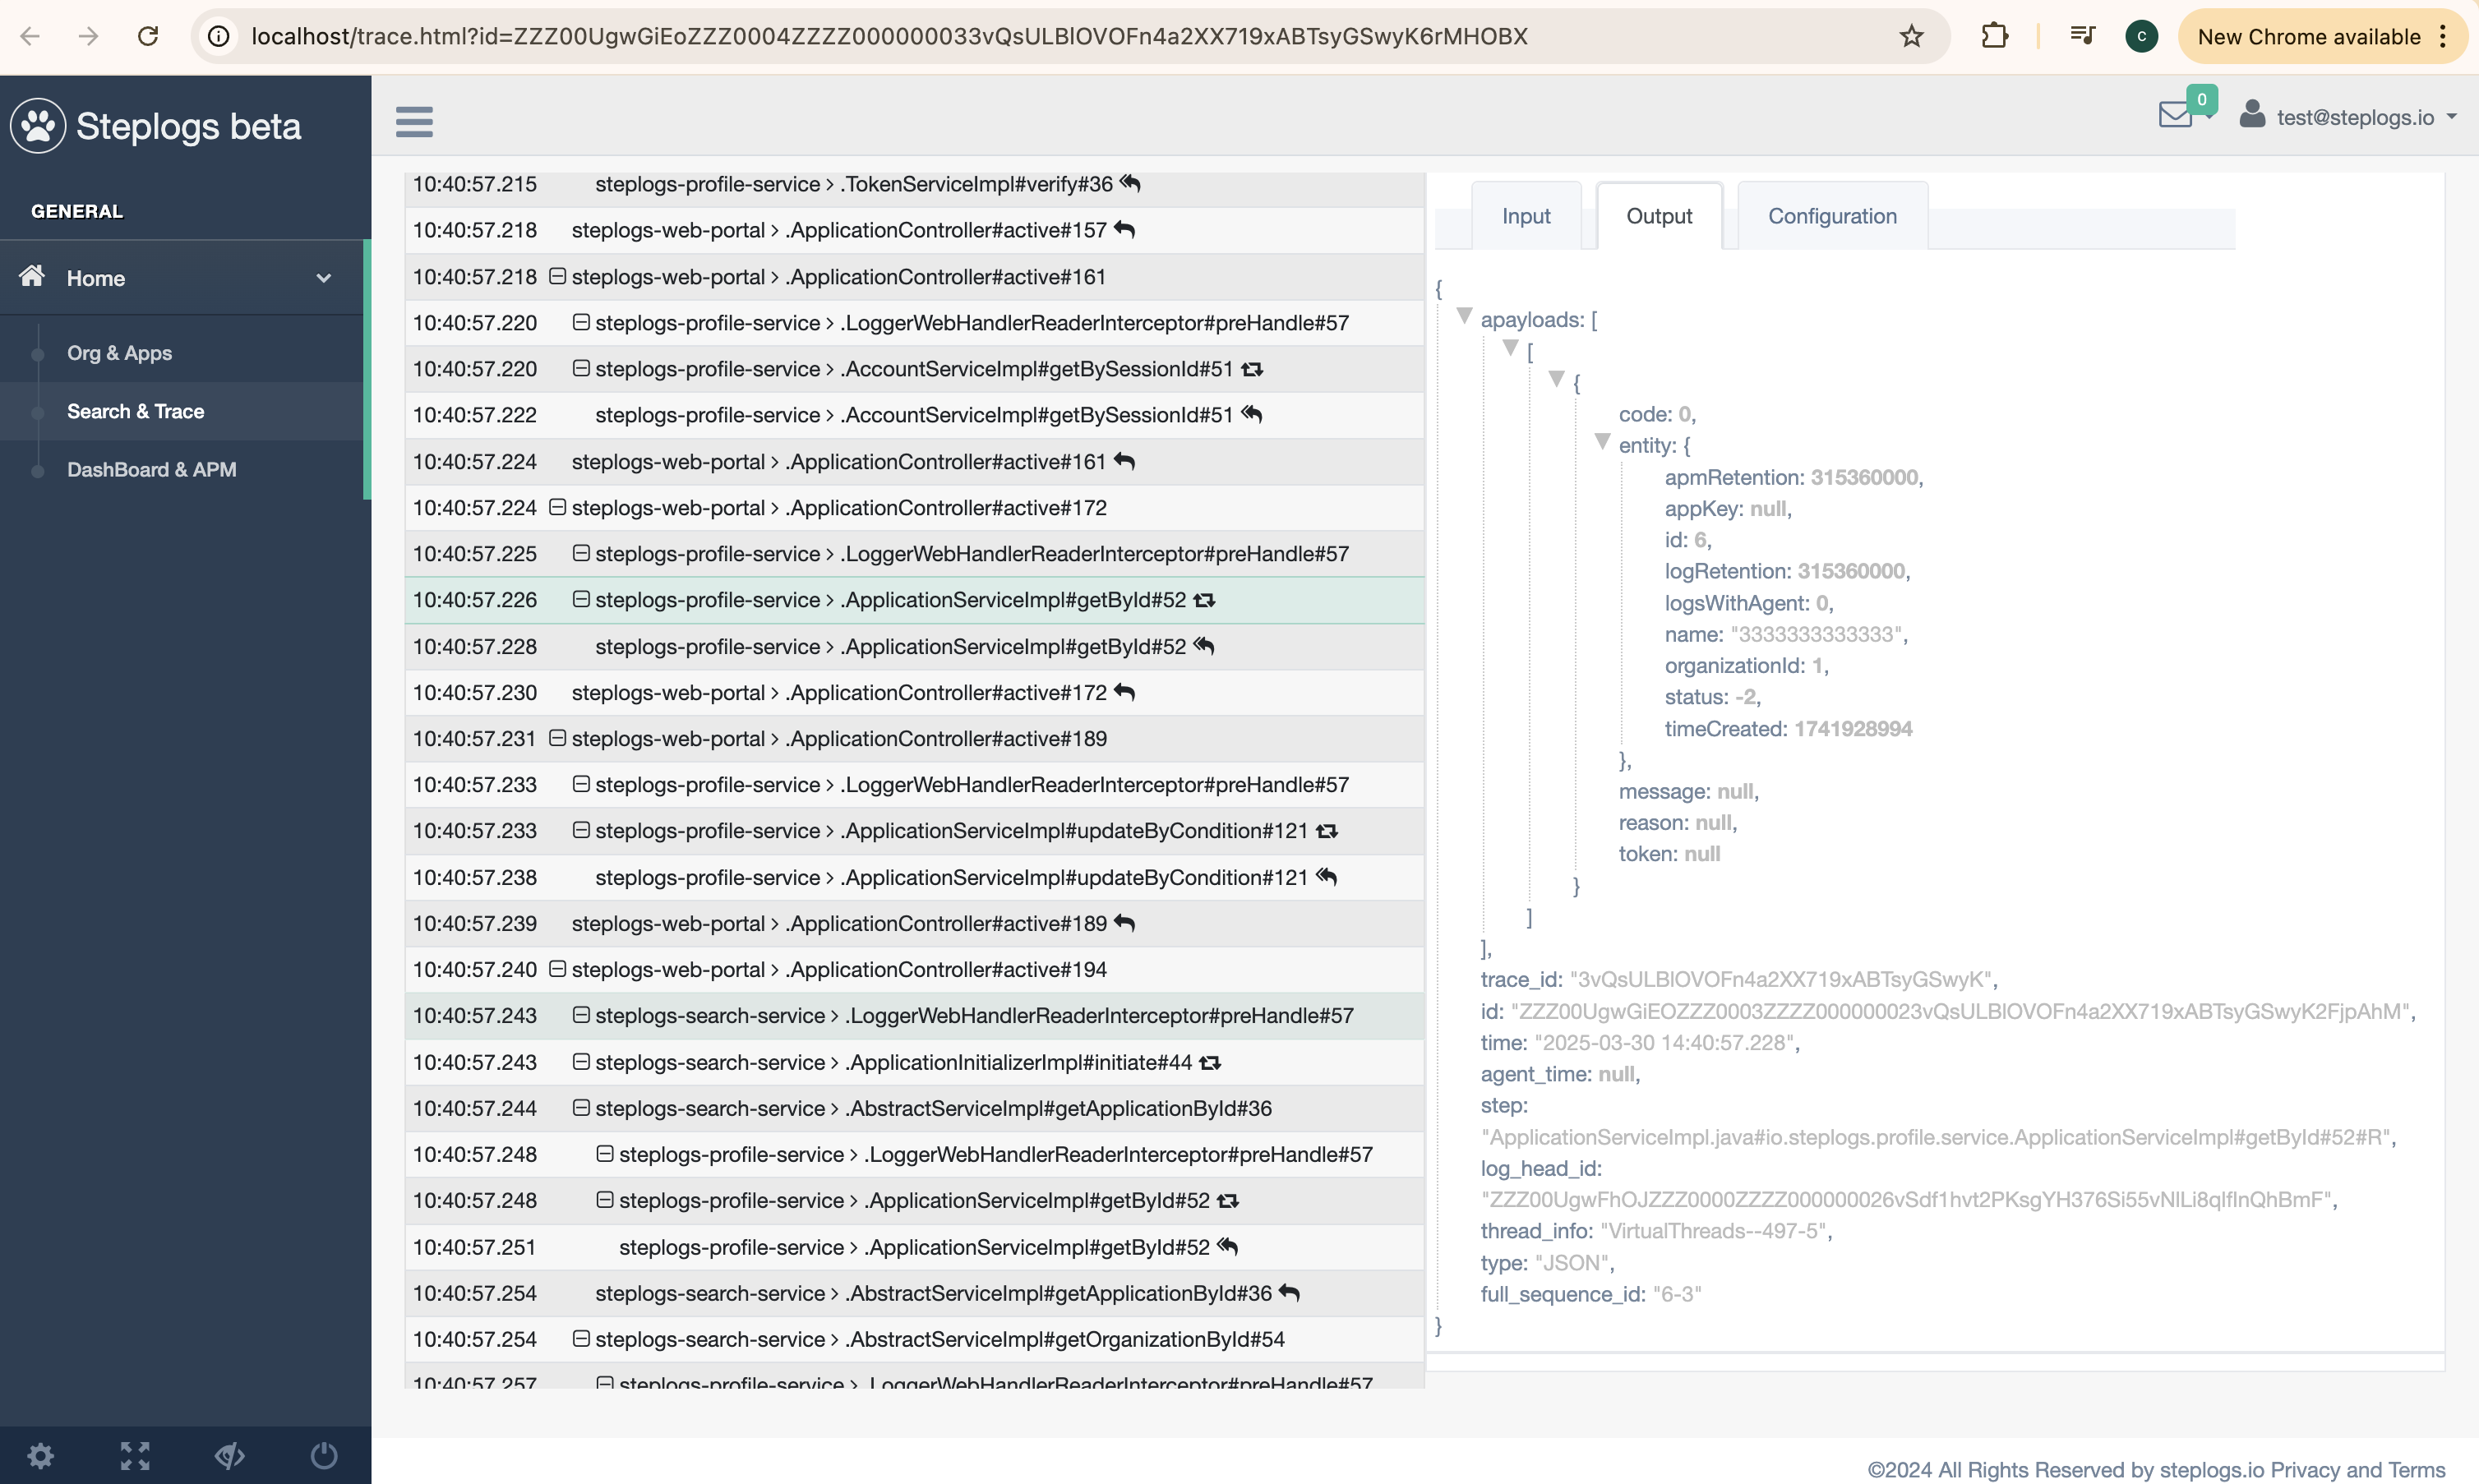 localhost/trace.html?id=ZZZ00UgwGiEoZZZ0004ZZZZ000000033vQsULBlOVOFn4a2XX719xABTsyGSwyK6rMHOBX
C
New Chrome available
Steplogs beta
0
test@steplogs.io
GENERAL
Home
Org & Apps
Search & Trace
DashBoard & APM
10:40:57.215 steplogs-profile-service > .TokenServiceImpl#verify#36
10:40:57.218 steplogs-web-portal > .ApplicationController#active#157
10:40:57.218 steplogs-web-portal > .ApplicationController#active#161
10:40:57.220 steplogs-profile-service > .LoggerWebHandlerReaderInterceptor#preHandle#57
10:40:57.220 steplogs-profile-service > .AccountServiceImpl#getBySessionId#51
10:40:57.222 steplogs-profile-service > .AccountServiceImpl#getBySessionId#51
10:40:57.224 steplogs-web-portal > .ApplicationController#active#161
10:40:57.224 steplogs-web-portal > .ApplicationController#active#172
10:40:57.225 steplogs-profile-service > .LoggerWebHandlerReaderInterceptor#preHandle#57
10:40:57.226 steplogs-profile-service > .ApplicationServiceImpl#getById#52
10:40:57.228 steplogs-profile-service > .ApplicationServiceImpl#getById#52
10:40:57.230 steplogs-web-portal > .ApplicationController#active#172
10:40:57.231 steplogs-web-portal > .ApplicationController#active#189
10:40:57.233 steplogs-profile-service > .LoggerWebHandlerReaderInterceptor#preHandle#57
10:40:57.233 steplogs-profile-service > .ApplicationServiceImpl#updateByCondition#121
10:40:57.238 steplogs-profile-service > .ApplicationServiceImpl#updateByCondition#121
10:40:57.239 steplogs-web-portal > .ApplicationController#active#189
10:40:57.240 steplogs-web-portal > .ApplicationController#active#194
10:40:57.243 steplogs-search-service > .LoggerWebHandlerReaderInterceptor#preHandle#57
10:40:57.243 steplogs-search-service > .ApplicationInitializerImpl#initiate#44
10:40:57.244 steplogs-search-service > .AbstractServiceImpl#getApplicationById#36
10:40:57.248 steplogs-profile-service > .LoggerWebHandlerReaderInterceptor#preHandle#57
10:40:57.248 steplogs-profile-service > .ApplicationServiceImpl#getById#52
10:40:57.251 steplogs-profile-service > .ApplicationServiceImpl#getById#52
10:40:57.254 steplogs-search-service > .AbstractServiceImpl#getApplicationById#36
10:40:57.254 steplogs-search-service > .AbstractServiceImpl#getOrganizationById#54
10:40:57.257 steplogs-profile-service > .LoggerWebHandlerReaderInterceptor#preHandle#57
Input Output Configuration
{
apayloads: [
[
{
code: 0,
entity: {
apmRetention: 315360000,
appKey: null,
id: 6,
logRetention: 315360000,
logsWithAgent: 0,
name: "3333333333333",
organizationId: 1,
status: -2,
timeCreated: 1741928994
},
message: null,
reason: null,
token: null
}
]
],
trace_id: "3vQsULBlOVOFn4a2XX719xABTsyGSwyK",
id: "ZZZ00UgwGiEOZZZ0003ZZZZ000000023vQsULBlOVOFn4a2XX719xABTsyGSwyK2FjpAhM",
time: "2025-03-30 14:40:57.228",
agent_time: null,
step:
"ApplicationServiceImpl.java#io.steplogs.profile.service.ApplicationServiceImpl#getById#52#R",
log_head_id:
"ZZZ00UgwFhOJZZZ0000ZZZZ000000026vSdf1hvt2PKsgYH376Si55vNlLi8qlfInQhBmF",
thread_info: "VirtualThreads--497-5",
type: "JSON",
full_sequence_id: "6-3"
}
©2024 All Rights Reserved by steplogs.io Privacy and Terms